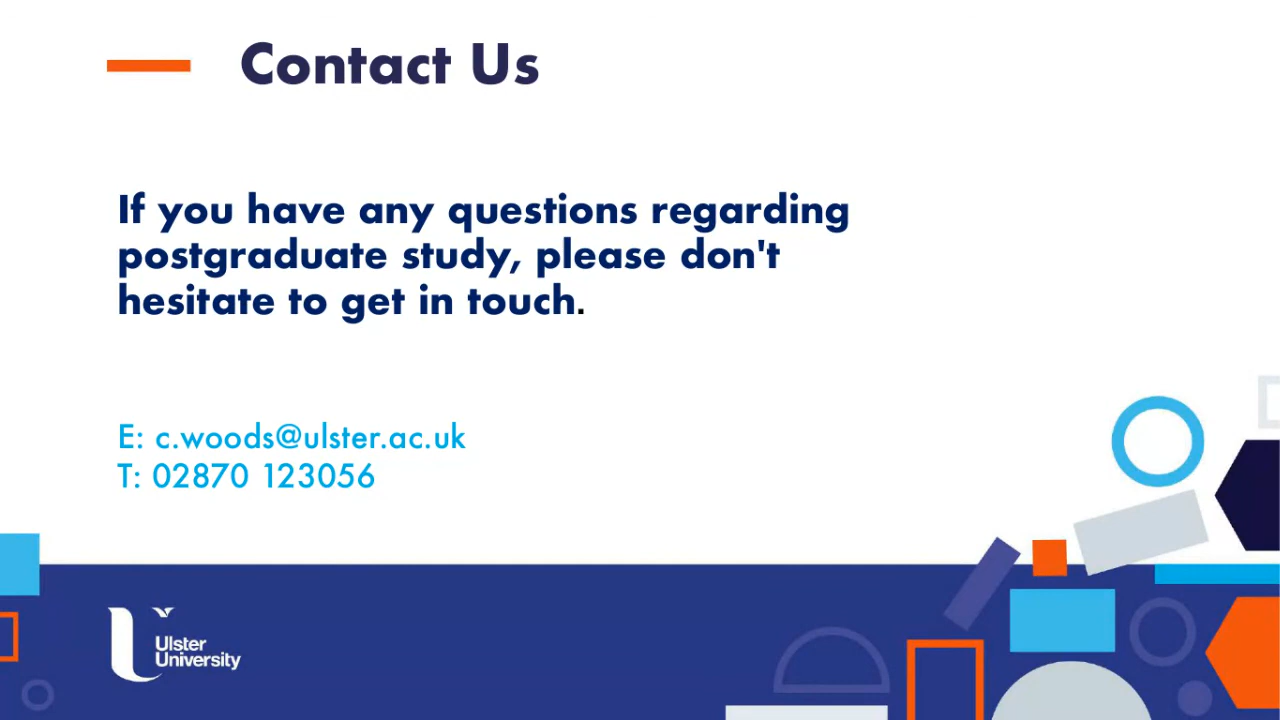 Contact Us
If you have any questions regarding
postgraduate study, please don't
hesitate to get in touch.
E: c.woods@ulster.ac.uk
T: 02870 123056
Ulster
University